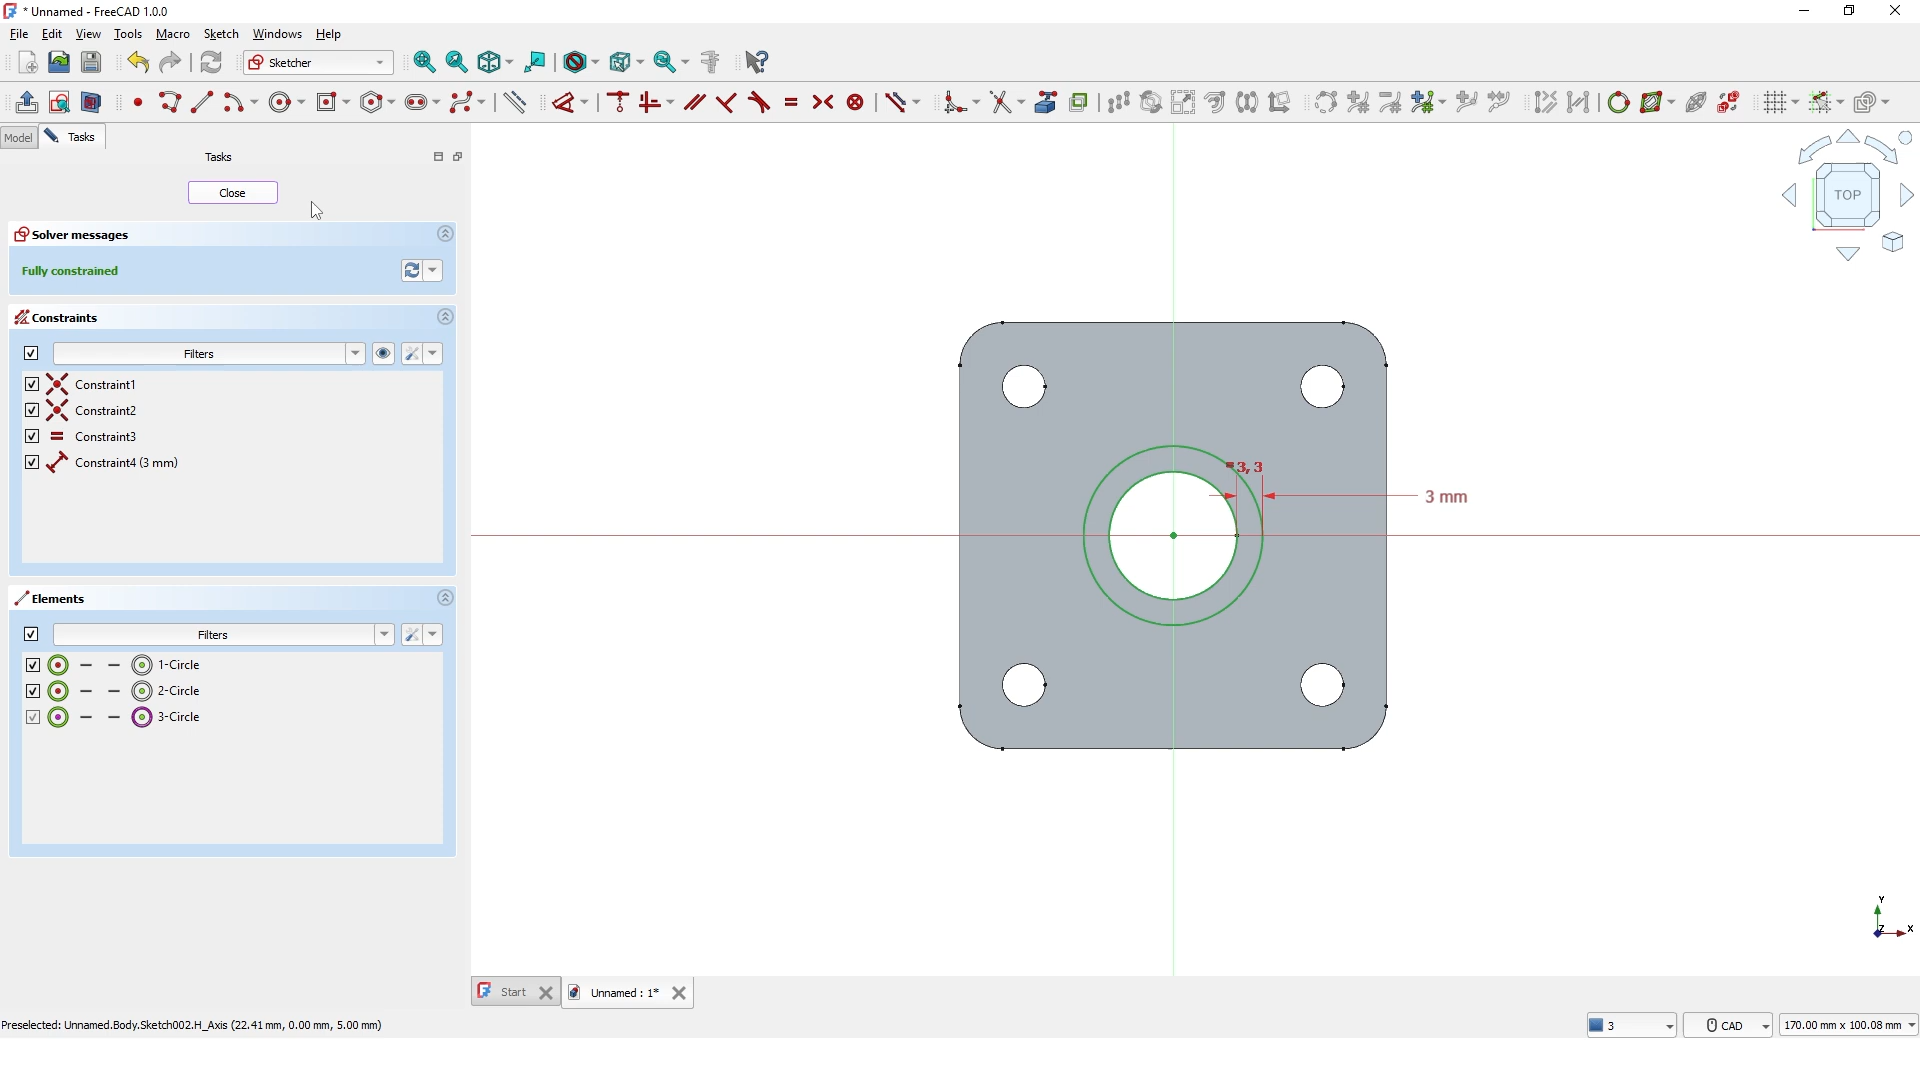 * Unnamed - FreeCAD 1.0.0
File Edit View Tools Macro Sketch Windows Help
Sketcher
Model Tasks
Tasks
Close
TOP
Solver messages
Fully constrained
Constraints
Filters
Constraint1
Constraint2
Constraint3
Constraint4 (3 mm)
3, 3
3 mm
Elements
Filters
1-Circle
2-Circle
3-Circle
Y
Z
X
Start Unnamed : 1*
Preselected: Unnamed.Body.Sketch002.H_Axis (22.41 mm, 0.00 mm, 5.00 mm) 3 CAD 170.00 mm x 100.08 mm